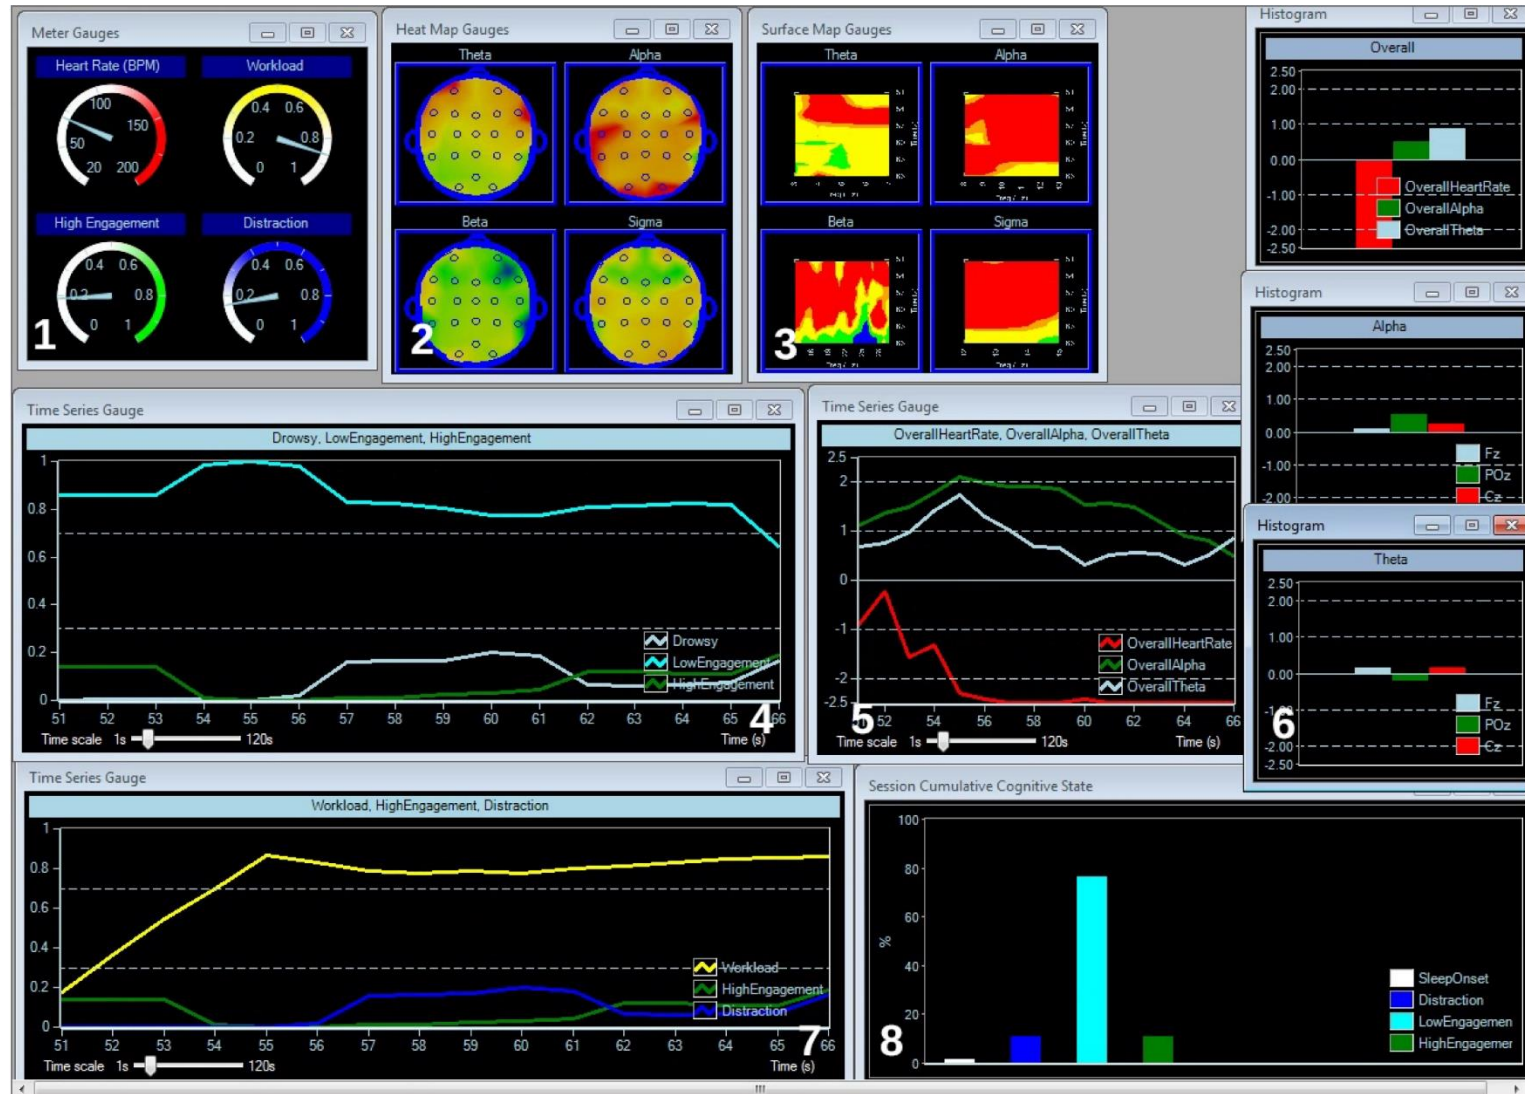 Meter Gauges
Heart Rate (BPM)
Workload
100
150
50
20
200
0.4
0.6
0.2
0.8
0
1
High Engagement
Distraction
0.4
0.6
0.2
0.8
0
1
0.4
0.6
0.2
0.8
0
1
1
Heat Map Gauges
Theta
Alpha
Beta
Sigma
2
Surface Map Gauges
Theta
Alpha
Beta
Sigma
3
Histogram
Overall
2.50
2.00
1.00
0.00
-1.00
-2.00
-2.50
OverallHeartRate
OverallAlpha
OverallTheta
Histogram
Alpha
2.50
2.00
1.00
0.00
-1.00
-2.00
Fz
POz
Cz
Histogram
Theta
2.50
2.00
1.00
0.00
-2.00
-2.50
Fz
POz
Cz
6
Time Series Gauge
Drowsy, LowEngagement, HighEngagement
1
0.8
0.6
0.4
0.2
0
Drowsy
LowEngagement
HighEngagement
51 52 53 54 55 56 57 58 59 60 61 62 63 64 65 66
Time scale 1s 120s Time (s)
4
Time Series Gauge
OverallHeartRate, OverallAlpha, OverallTheta
2.5
2
1
0
-1
-2
-2.5
OverallHeartRate
OverallAlpha
OverallTheta
52 54 56 58 60 62 64 66
Time scale 1s 120s Time (s)
5
Time Series Gauge
Workload, HighEngagement, Distraction
1
0.8
0.6
0.4
0.2
0
Workload
HighEngagement
Distraction
51 52 53 54 55 56 57 58 59 60 61 62 63 64 65 66
Time scale 1s 120s Time (s)
7
Session Cumulative Cognitive State
100
80
60
40
20
0
%
SleepOnset
Distraction
LowEngagemen
HighEngagemer
8